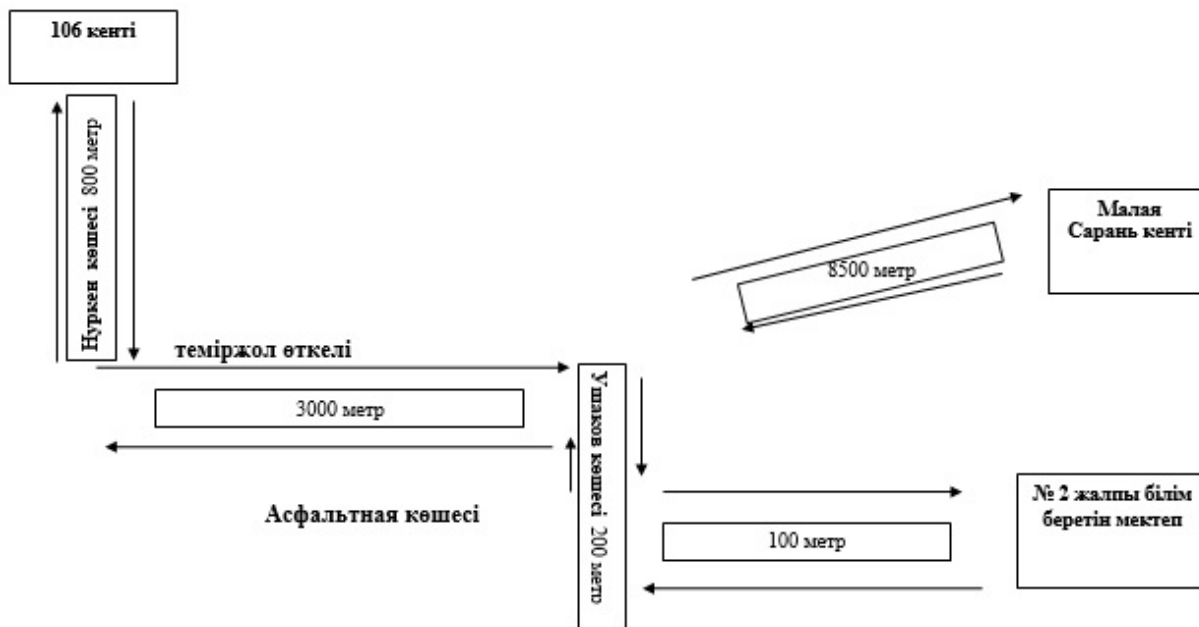 106 кенті
Нуркен көшесі 800 метр
Малая
Сарань кенті
8500 метр
теміржол өткелі
3000 метр
Ушаков көшесі 200 метр
Асфальтная көшесі
№ 2 жалпы білім
беретін мектеп
100 метр